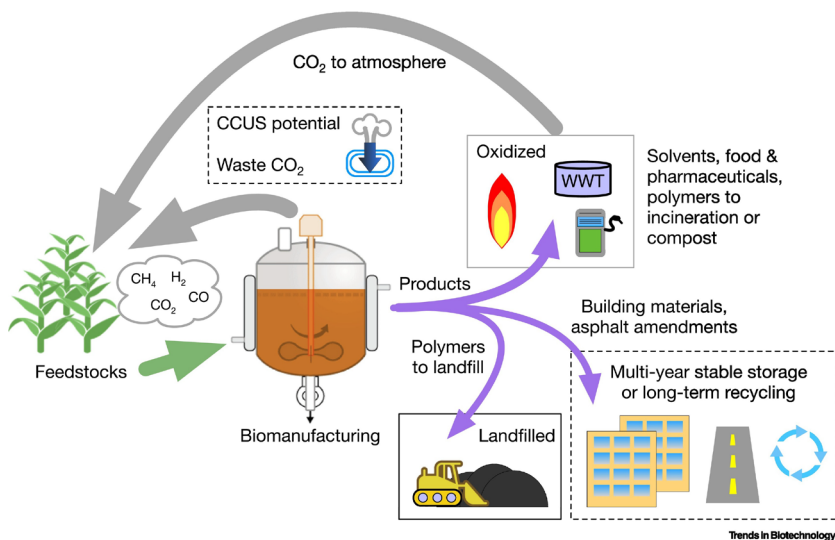 CO₂ to atmosphere
CCUS potential
Waste CO₂
Oxidized
WWT
Solvents, food &
pharmaceuticals,
polymers to
incineration or
compost
CH₄ H₂
CO₂ CO
Feedstocks
Biomanufacturing
Products
Polymers
to landfill
Landfilled
Building materials,
asphalt amendments
Multi-year stable storage
or long-term recycling
Trends in Biotechnology